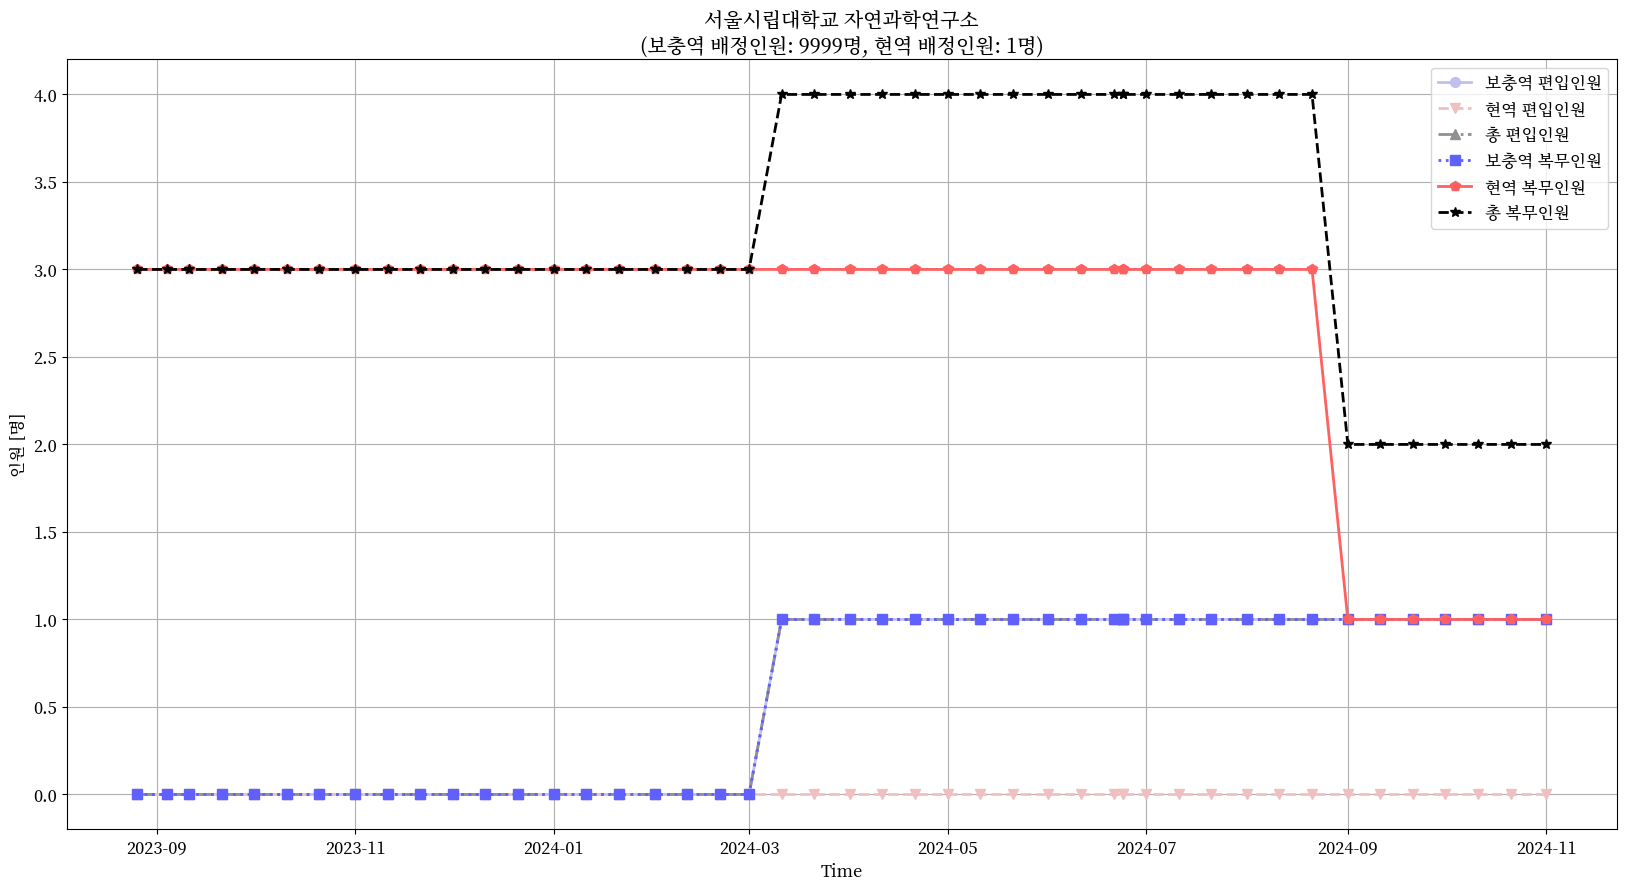 서울시립대학교 자연과학연구소
(보충역 배정인원: 9999명, 현역 배정인원: 1명)
보충역 편입인원
현역 편입인원
총 편입인원
보충역 복무인원
현역 복무인원
총 복무인원
인원 [명]
4.0
3.5
3.0
2.5
2.0
1.5
1.0
0.5
0.0
2023-09
2023-11
2024-01
2024-03
2024-05
2024-07
2024-09
2024-11
Time